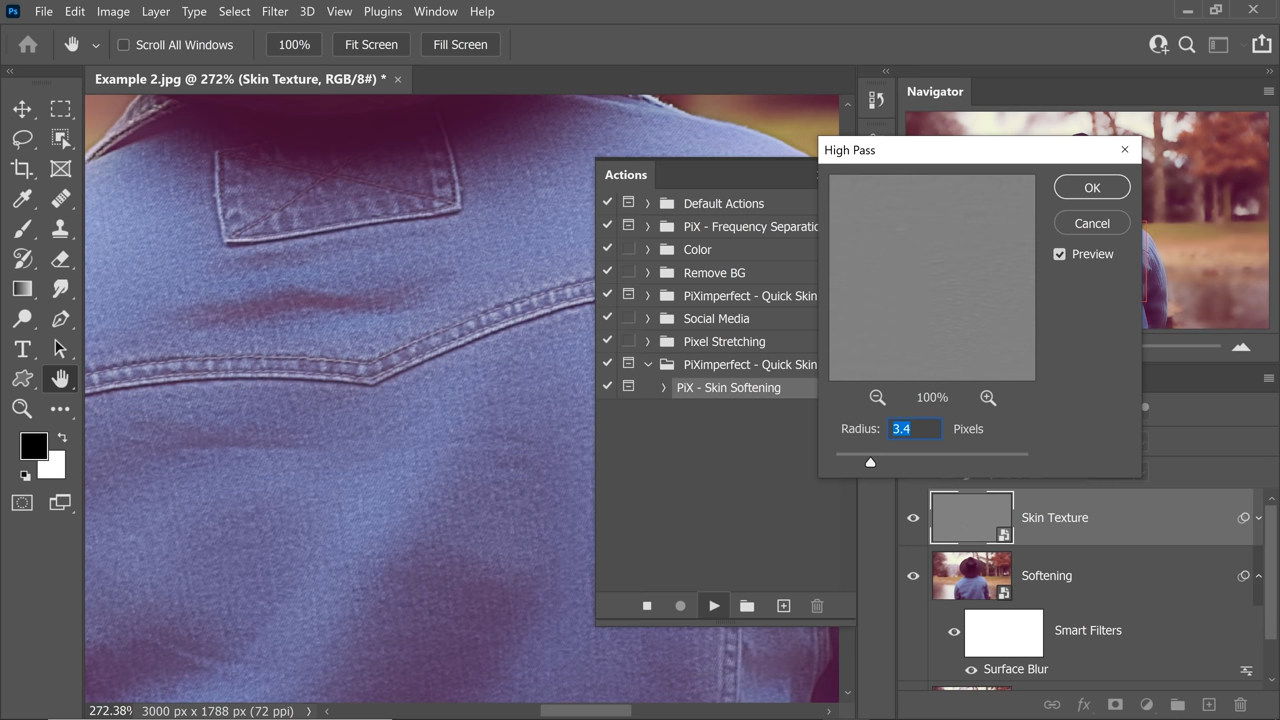 Ps File Edit Image Layer Type Select Filter 3D View Plugins Window Help
Scroll All Windows 100% Fit Screen Fill Screen
Example 2.jpg @ 272% (Skin Texture, RGB/8#) * ×
Navigator
High Pass
OK
Cancel
Preview
100%
Radius: 3.4 Pixels
Actions
Default Actions
PiX - Frequency Separatio
Color
Remove BG
PiXimperfect - Quick Skin
Social Media
Pixel Stretching
PiXimperfect - Quick Skin
PiX - Skin Softening
Skin Texture
Softening
Smart Filters
Surface Blur
fx
272.38% 3000 px x 1788 px (72 ppi)